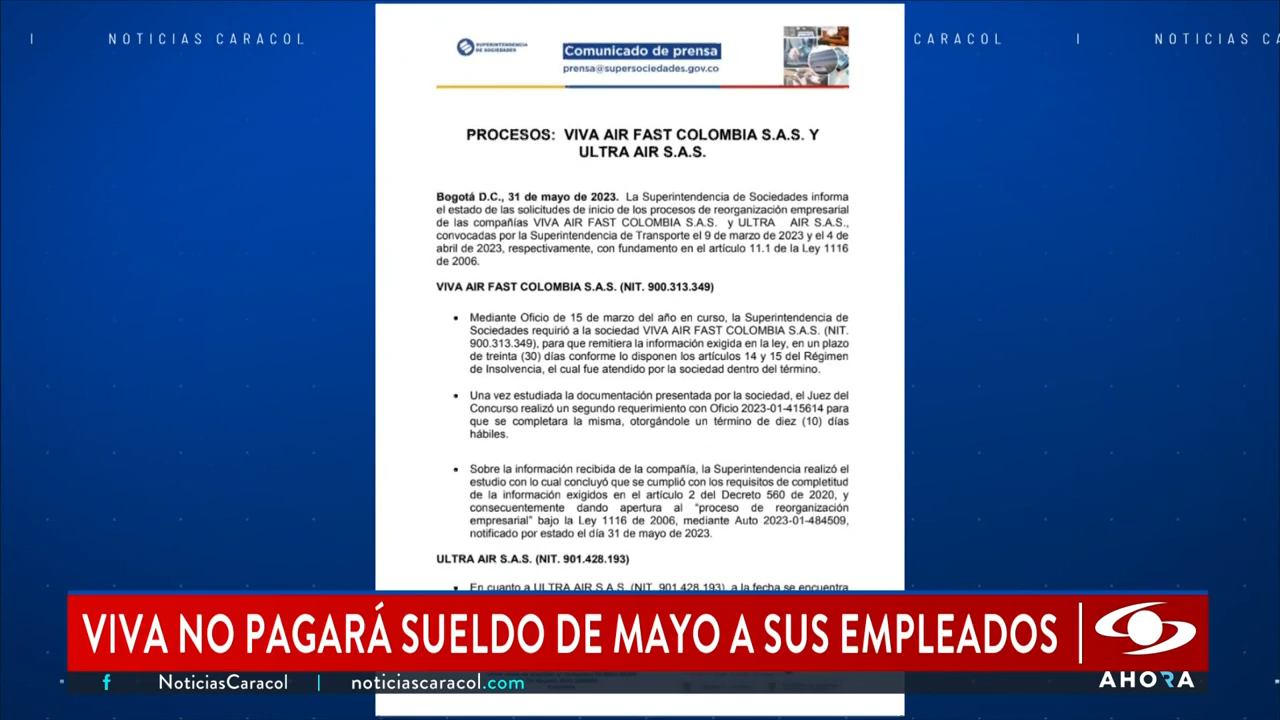 NOTICIAS CARACOL
CARACOL
NOTICIAS CA
SUPERINTENDENCIA
DE SOCIEDADES
Comunicado de prensa
prensa@supersociedades.gov.co
PROCESOS: VIVA AIR FAST COLOMBIA S.A.S. Y
ULTRA AIR S.A.S.
Bogotá D.C., 31 de mayo de 2023. La Superintendencia de Sociedades informa
el estado de las solicitudes de inicio de los procesos de reorganización empresarial
de las compañías VIVA AIR FAST COLOMBIA S.A.S. y ULTRA AIR S.A.S.,
convocadas por la Superintendencia de Transporte el 9 de marzo de 2023 y el 4 de
abril de 2023, respectivamente, con fundamento en el artículo 11.1 de la Ley 1116
de 2006.
VIVA AIR FAST COLOMBIA S.A.S. (NIT. 900.313.349)
• Mediante Oficio de 15 de marzo del año en curso, la Superintendencia de
Sociedades requirió a la sociedad VIVA AIR FAST COLOMBIA S.A.S. (NIT.
900.313.349), para que remitiera la información exigida en la ley, en un plazo
de treinta (30) días conforme lo disponen los artículos 14 y 15 del Régimen
de Insolvencia, el cual fue atendido por la sociedad dentro del término.
• Una vez estudiada la documentación presentada por la sociedad, el Juez del
Concurso realizó un segundo requerimiento con Oficio 2023-01-415614 para
que se completara la misma, otorgándole un término de diez (10) días
hábiles.
• Sobre la información recibida de la compañía, la Superintendencia realizó el
estudio con lo cual concluyó que se cumplió con los requisitos de completitud
de la información exigidos en el artículo 2 del Decreto 560 de 2020, y
consecuentemente dando apertura al “proceso de reorganización
empresarial” bajo la Ley 1116 de 2006, mediante Auto 2023-01-484509,
notificado por estado el día 31 de mayo de 2023.
ULTRA AIR S.A.S. (NIT. 901.428.193)
• En cuanto a ULTRA AIR S.A.S. (NIT. 901.428.193), a la fecha se encuentra
VIVA NO PAGARÁ SUELDO DE MAYO A SUS EMPLEADOS
AHORA
NoticiasCaracol | noticiascaracol.com